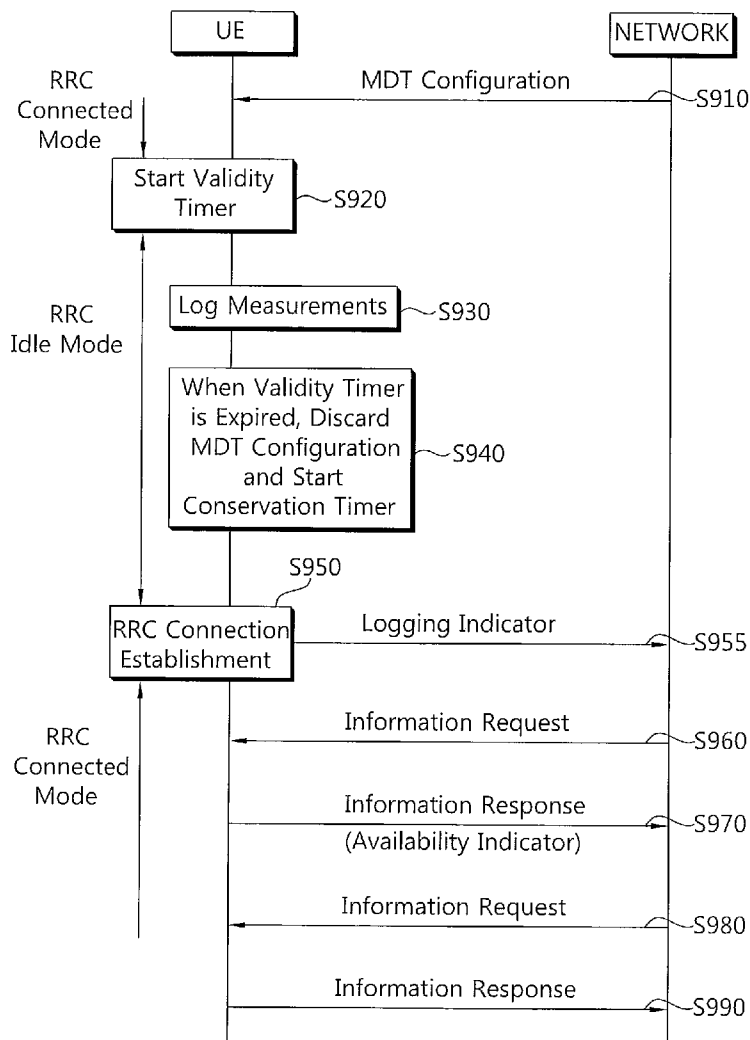 UE
NETWORK
RRC
Connected
Mode
MDT Configuration
S910
Start Validity
Timer
S920
RRC
Idle Mode
Log Measurements
S930
When Validity Timer
is Expired, Discard
MDT Configuration
and Start
Conservation Timer
S940
S950
RRC Connection
Establishment
Logging Indicator
S955
RRC
Connected
Mode
Information Request
S960
Information Response
(Availability Indicator)
S970
Information Request
S980
Information Response
S990